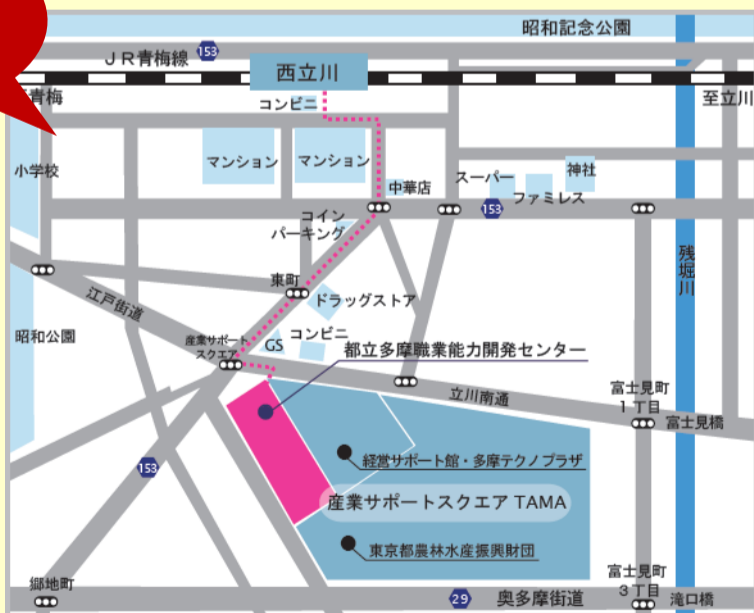 昭和記念公園
JR青梅線
153
西立川
青梅
至立川
コンビニ
小学校
マンション
マンション
中華店
スーパー
神社
ファミレス
153
コイン
パーキング
残堀川
東町
ドラッグストア
江戸街道
昭和公園
産業サポート
スクエア
GS
コンビニ
都立多摩職業能力開発センター
立川南通
富士見町
1丁目
富士見橋
経営サポート館・多摩テクノプラザ
153
産業サポートスクエア TAMA
東京都農林水産振興財団
郷地町
29
奥多摩街道
富士見町
3丁目
滝口橋